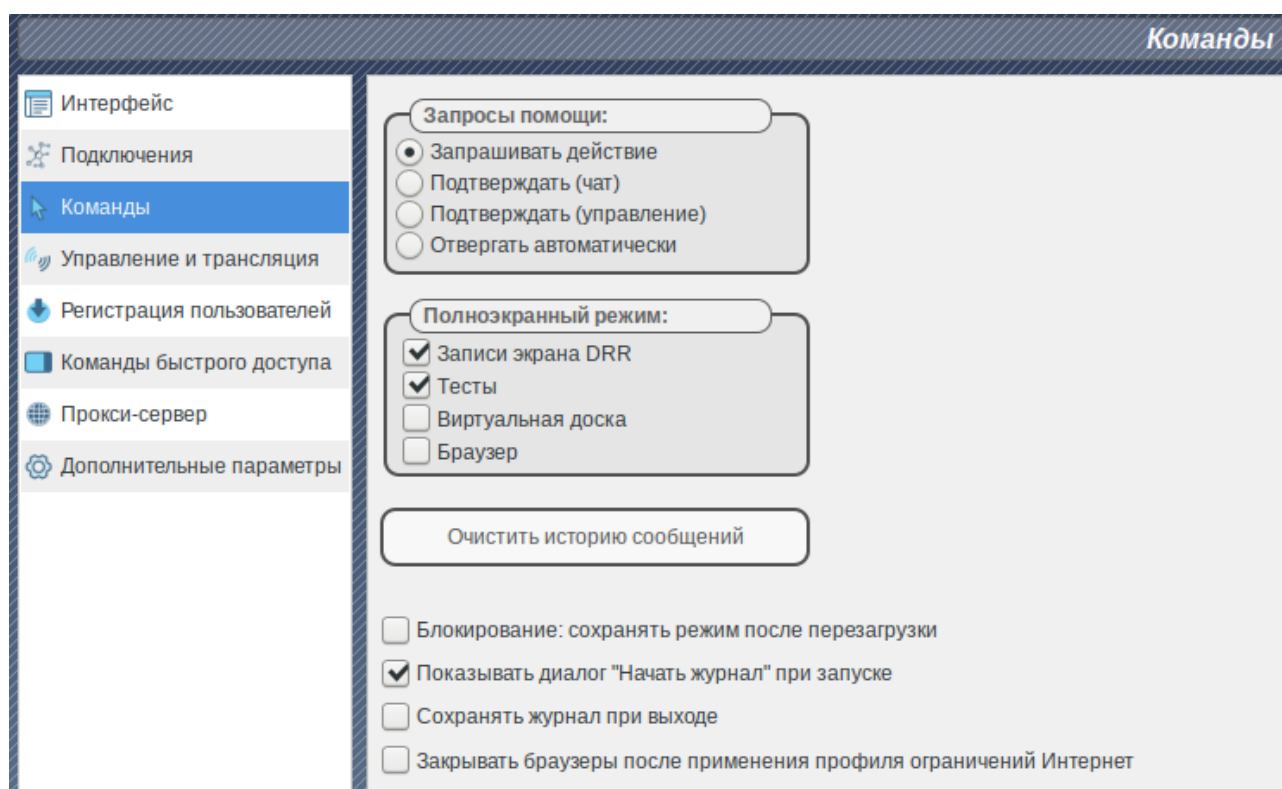 Команды
Интерфейс
Подключения
Команды
Управление и трансляция
Регистрация пользователей
Команды быстрого доступа
Прокси-сервер
Дополнительные параметры
Запросы помощи:
Запрашивать действие
Подтверждать (чат)
Подтверждать (управление)
Отвергать автоматически
Полноэкранный режим:
Записи экрана DRR
Тесты
Виртуальная доска
Браузер
Очистить историю сообщений
Блокирование: сохранять режим после перезагрузки
Показывать диалог "Начать журнал" при запуске
Сохранять журнал при выходе
Закрывать браузеры после применения профиля ограничений Интернет